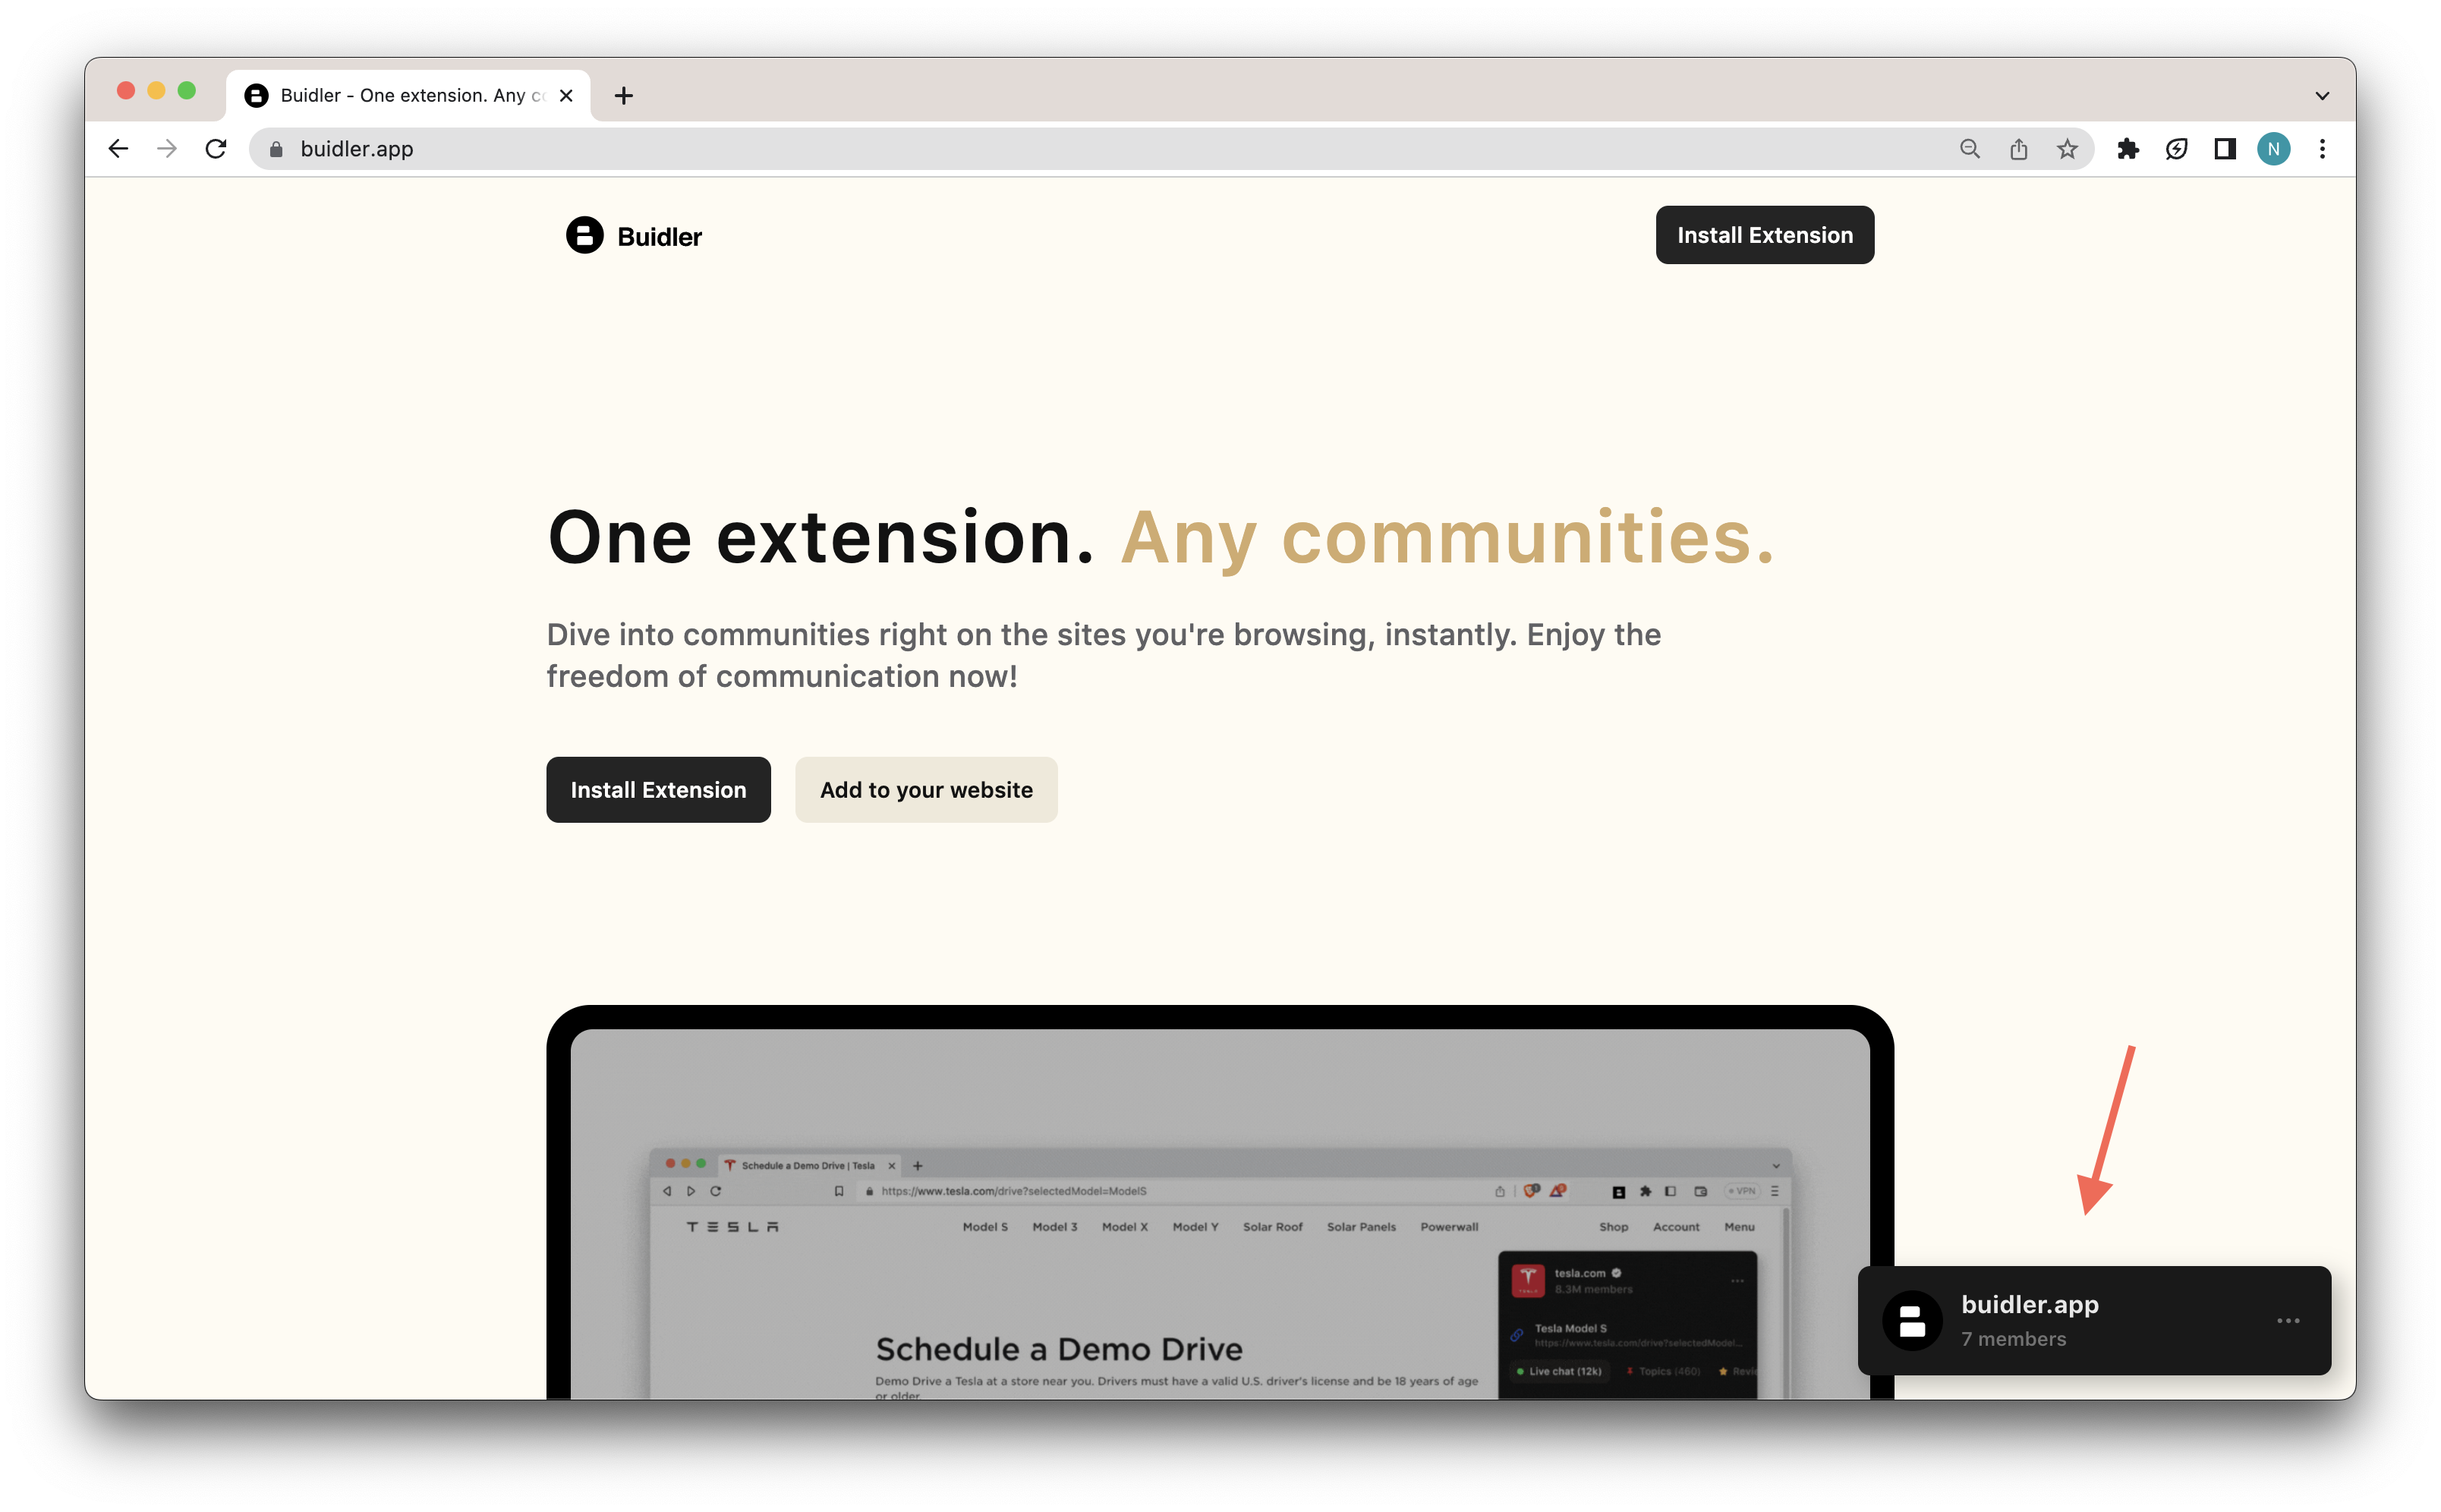 Buidler - One extension. Any co
buidler.app
N
Buidler
Install Extension
One extension. Any communities.
Dive into communities right on the sites you're browsing, instantly. Enjoy the
freedom of communication now!
Install Extension
Add to your website
Schedule a Demo Drive | Tesla
https://www.tesla.com/drive?selectedModel=ModelS
VPN
TESLA
Model S
Model 3
Model X
Model Y
Solar Roof
Solar Panels
Powerwall
Shop
Account
Menu
tesla.com
8.3M members
Tesla Model S
https://www.tesla.com/drive?selectedModel...
Live chat (12k)
Topics (460)
Schedule a Demo Drive
Demo Drive a Tesla at a store near you. Drivers must have a valid U.S. driver's license and be 18 years of age
or older.
buidler.app
7 members